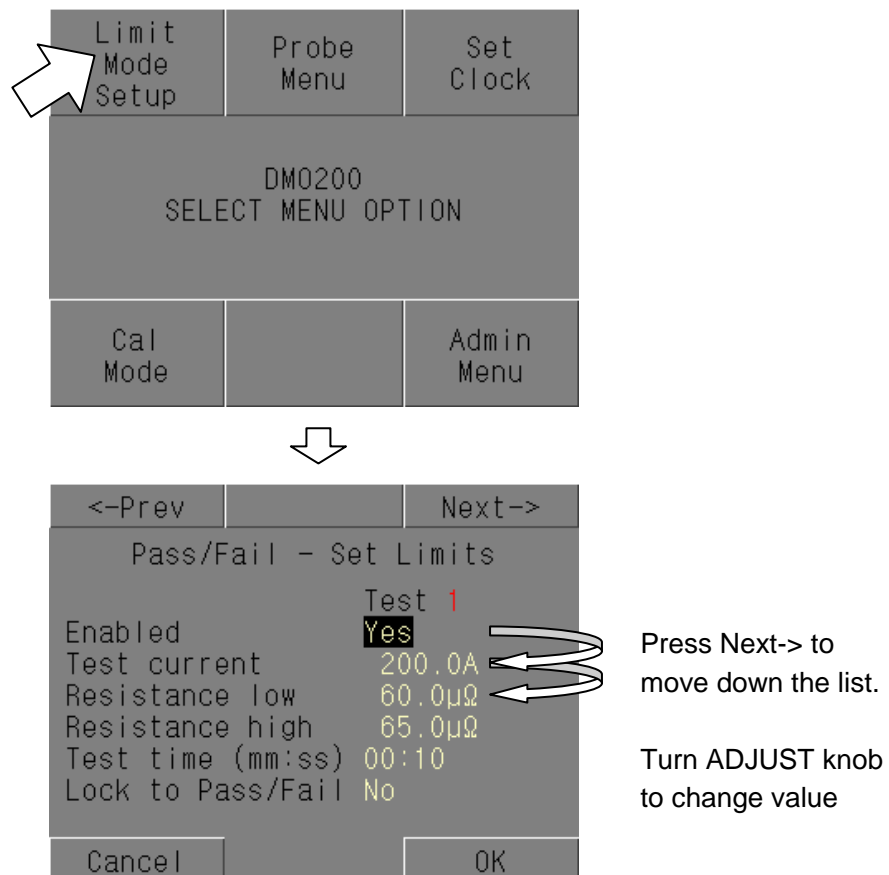 Limit
Mode
Setup
Probe
Menu
Set
Clock
DMO200
SELECT MENU OPTION
Cal
Mode
Admin
Menu
<-Prev
Next->
Pass/Fail - Set Limits
Test 1
Enabled Yes
Test current 200.0A
Resistance low 60.0µΩ
Resistance high 65.0µΩ
Test time (mm:ss) 00:10
Lock to Pass/Fail No
Cancel
OK
Press Next-> to
move down the list.
Turn ADJUST knob
to change value